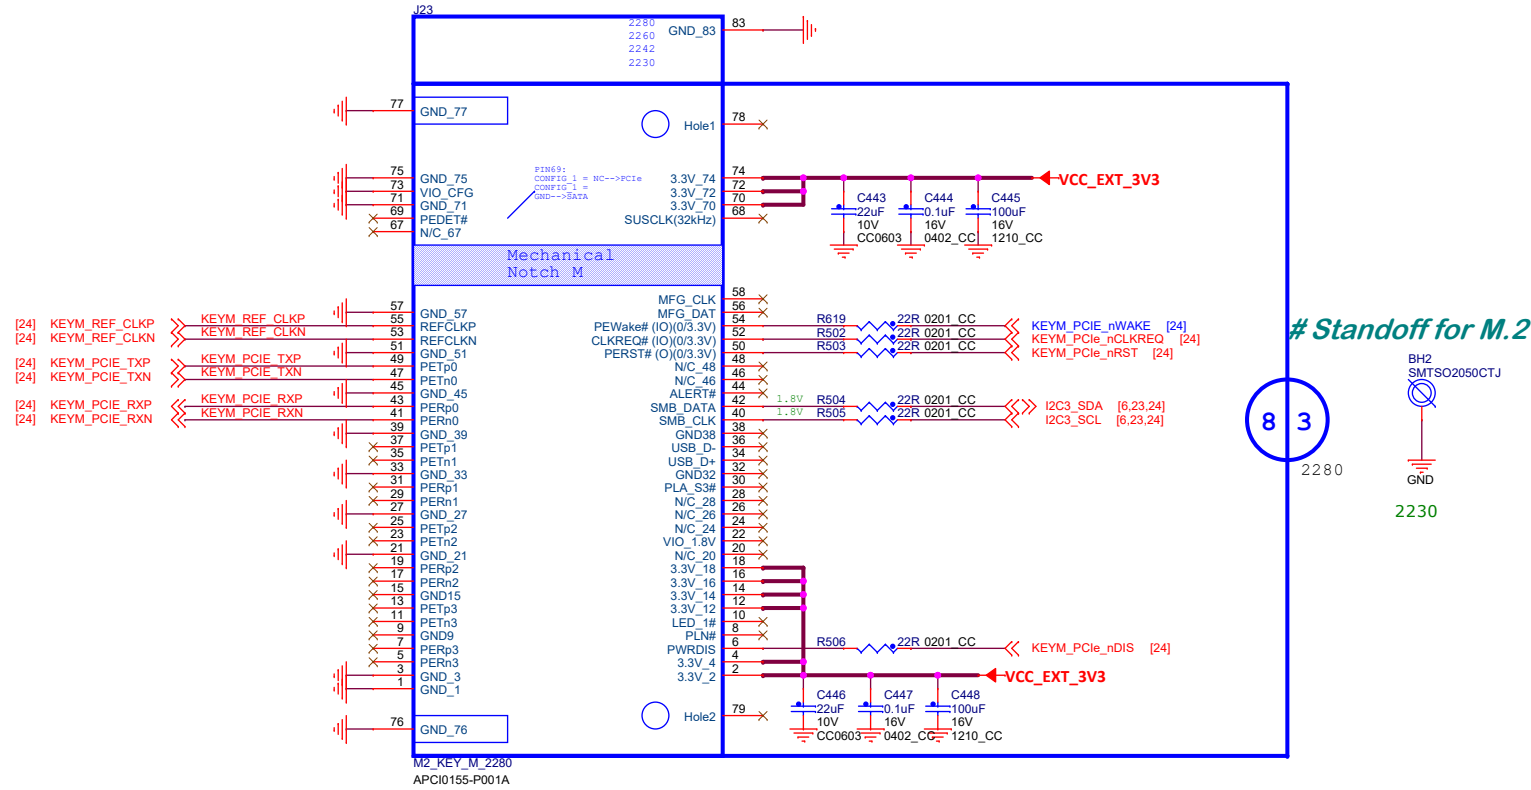 J23
2280
2260
2242
2230
GND_83 83
77 GND_77
Hole1 78
PIN69:
CONFIG_1 = NC-->PCIe
CONFIG_1 =
GND-->SATA
75 GND_75
73 VIO_CFG
71 GND_71
69 PEDET#
67 N/C_67
3.3V_74 74
3.3V_72 72
3.3V_70 70
SUSCLK(32kHz) 68
VCC_EXT_3V3
C443
22uF
10V
CC0603
C444
0.1uF
16V
0402_CC
C445
100uF
16V
1210_CC
Mechanical
Notch M
57 GND_57
[24] KEYM_REF_CLKP KEYM_REF_CLKP 55 REFCLKP
[24] KEYM_REF_CLKN KEYM_REF_CLKN 53 REFCLKN
51 GND_51
[24] KEYM_PCIE_TXP KEYM_PCIE_TXP 49 PETp0
[24] KEYM_PCIE_TXN KEYM_PCIE_TXN 47 PETn0
45 GND_45
[24] KEYM_PCIE_RXP KEYM_PCIE_RXP 43 PERp0
[24] KEYM_PCIE_RXN KEYM_PCIE_RXN 41 PERn0
39 GND_39
37 PETp1
35 PETn1
33 GND_33
31 PERp1
29 PERn1
27 GND_27
25 PETp2
23 PETn2
21 GND_21
19 PERp2
17 PERn2
15 GND15
13 PETp3
11 PETn3
9 GND9
7 PERp3
5 PERn3
3 GND_3
1 GND_1
76 GND_76
MFG_CLK 58
MFG_DAT 56
PEWake# (IO)(0/3.3V) 54 R619 22R 0201_CC KEYM_PCIE_nWAKE [24]
CLKREQ# (IO)(0/3.3V) 52 R502 22R 0201_CC KEYM_PCIe_nCLKREQ [24]
PERST# (O)(0/3.3V) 50 R503 22R 0201_CC KEYM_PCIe_nRST [24]
N/C_48 48
N/C_46 46
ALERT# 44
SMB_DATA 42 1.8V R504 22R 0201_CC I2C3_SDA [6,23,24]
SMB_CLK 40 1.8V R505 22R 0201_CC I2C3_SCL [6,23,24]
GND38 38
USB_D- 36
USB_D+ 34
GND32 32
PLA_S3# 30
N/C_28 28
N/C_26 26
N/C_24 24
VIO_1.8V 22
N/C_20 20
3.3V_18 18
3.3V_16 16
3.3V_14 14
3.3V_12 12
LED_1# 10
PLN# 8
PWRDIS 6 R506 22R 0201_CC KEYM_PCIe_nDIS [24]
3.3V_4 4
3.3V_2 2
VCC_EXT_3V3
C446
22uF
10V
CC0603
C447
0.1uF
16V
0402_CC
C448
100uF
16V
1210_CC
Hole2 79
M2_KEY_M_2280
APCI0155-P001A
8 3
2280
# Standoff for M.2
BH2
SMTSO2050CTJ
GND
2230